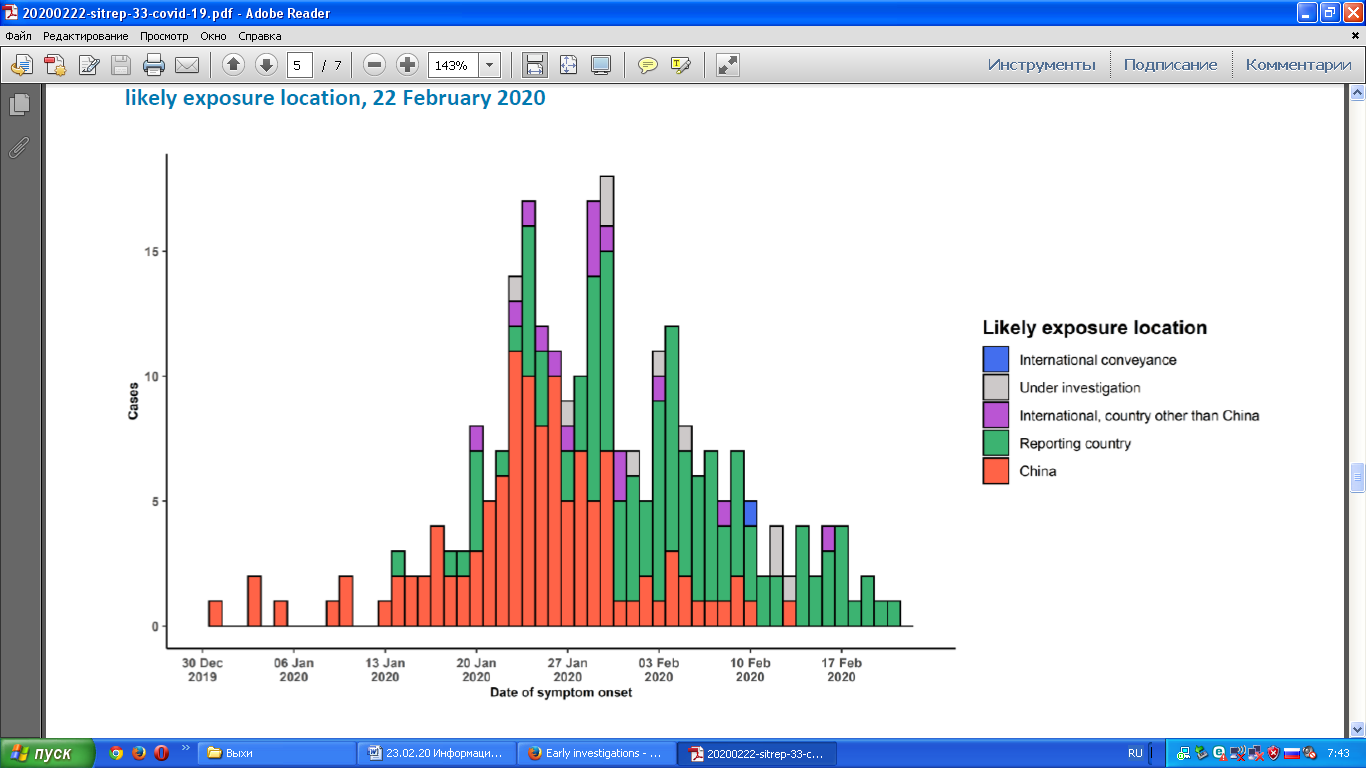 20200222-sitrep-33-covid-19.pdf - Adobe Reader
Файл Редактирование Просмотр Окно Справка
5 / 7 143% Инструменты Подписание Комментарии
likely exposure location, 22 February 2020
15
10
5
0
Cases
30 Dec 2019
06 Jan 2020
13 Jan 2020
20 Jan 2020
27 Jan 2020
03 Feb 2020
10 Feb 2020
17 Feb 2020
Date of symptom onset
Likely exposure location
International conveyance
Under investigation
International, country other than China
Reporting country
China
пуск Выхи 23.02.20 Информаци... Early investigations - ... 20200222-sitrep-33-c... RU 7:43